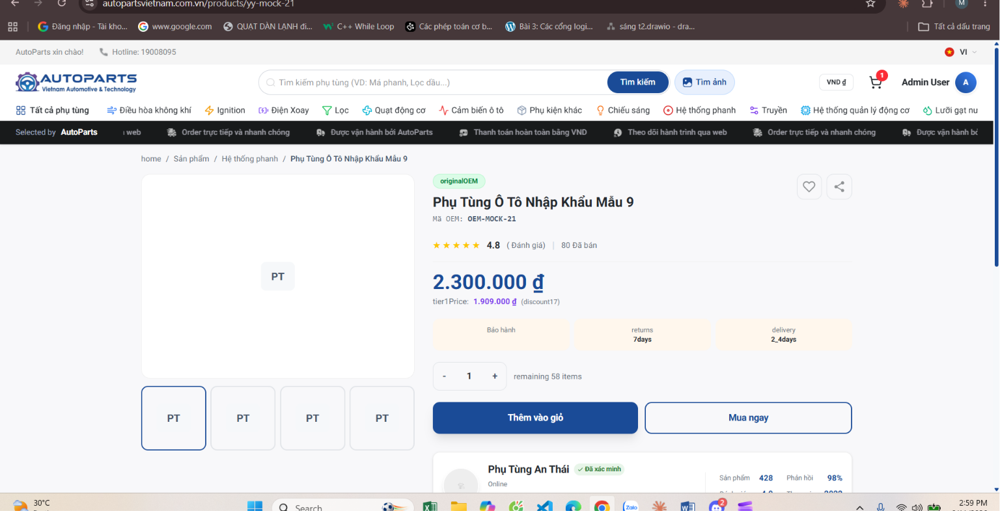 autopartsvietnam.com.vn/products/yy-mock-21
M
Đăng nhập - Tài kho...
www.google.com
QUẠT DÀN LẠNH đi...
C++ While Loop
Các phép toán cơ b...
Bài 3: Các cổng logi...
sáng t2.drawio - dra...
Tất cả dấu trang
AutoParts xin chào!
Hotline: 19008095
VI
AUTOPARTS
Vietnam Automotive & Technology
Tìm kiếm phụ tùng (VD: Má phanh, Lọc dầu...)
Tìm kiếm
Tìm ảnh
VND ₫
1
Admin User
A
Tất cả phụ tùng
Điều hòa không khí
Ignition
Điện Xoay
Lọc
Quạt động cơ
Cảm biến ô tô
Phụ kiện khác
Chiếu sáng
Hệ thống phanh
Truyền
Hệ thống quản lý động cơ
Lưỡi gạt nư
Selected by AutoParts
web
Order trực tiếp và nhanh chóng
Được vận hành bởi AutoParts
Thanh toán hoàn toàn bằng VND
Theo dõi hành trình qua web
Order trực tiếp và nhanh chóng
Được vận hành bở
home / Sản phẩm / Hệ thống phanh / Phụ Tùng Ô Tô Nhập Khẩu Mẫu 9
PT
PT
PT
PT
PT
originalOEM
Phụ Tùng Ô Tô Nhập Khẩu Mẫu 9
Mã OEM: OEM-MOCK-21
4.8 ( Đánh giá) | 80 Đã bán
2.300.000 ₫
tier1Price: 1.909.000 ₫ (discount17)
Bảo hành
returns
7days
delivery
2_4days
- 1 +
remaining 58 items
Thêm vào giỏ
Mua ngay
Phụ Tùng An Thái
Đã xác minh
Online
Sản phẩm 428
Phản hồi 98%
30°C
Search
Zalo
2
2:59 PM